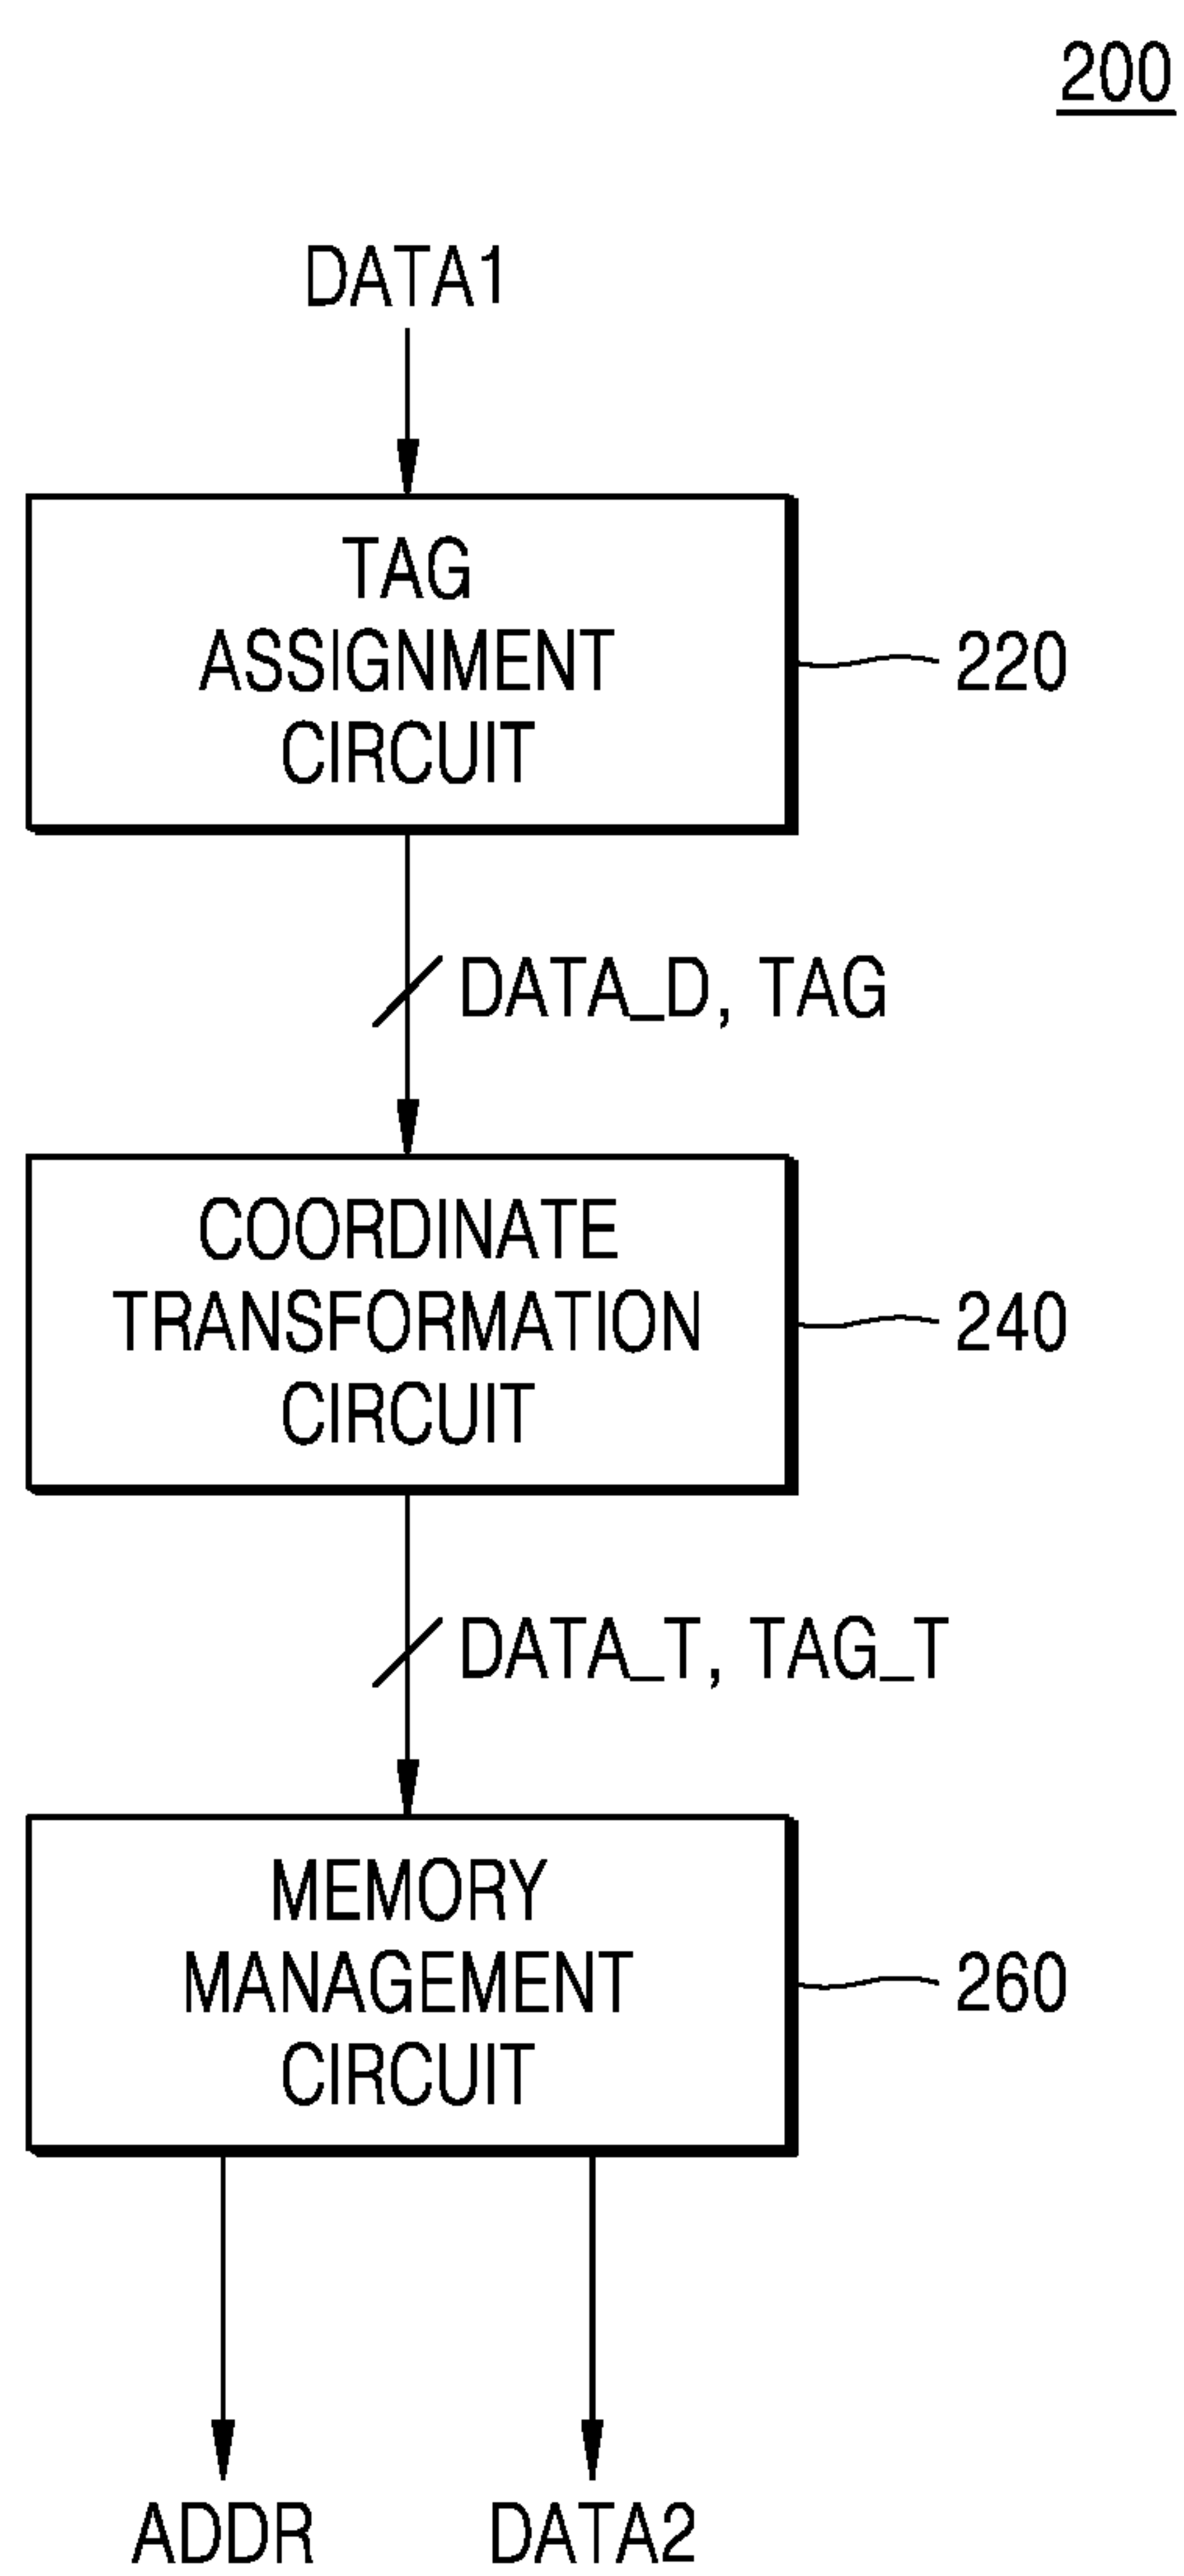 200
DATA1
TAG
ASSIGNMENT
CIRCUIT
220
DATA_D, TAG
COORDINATE
TRANSFORMATION
CIRCUIT
240
DATA_T, TAG_T
MEMORY
MANAGEMENT
CIRCUIT
260
ADDR
DATA2